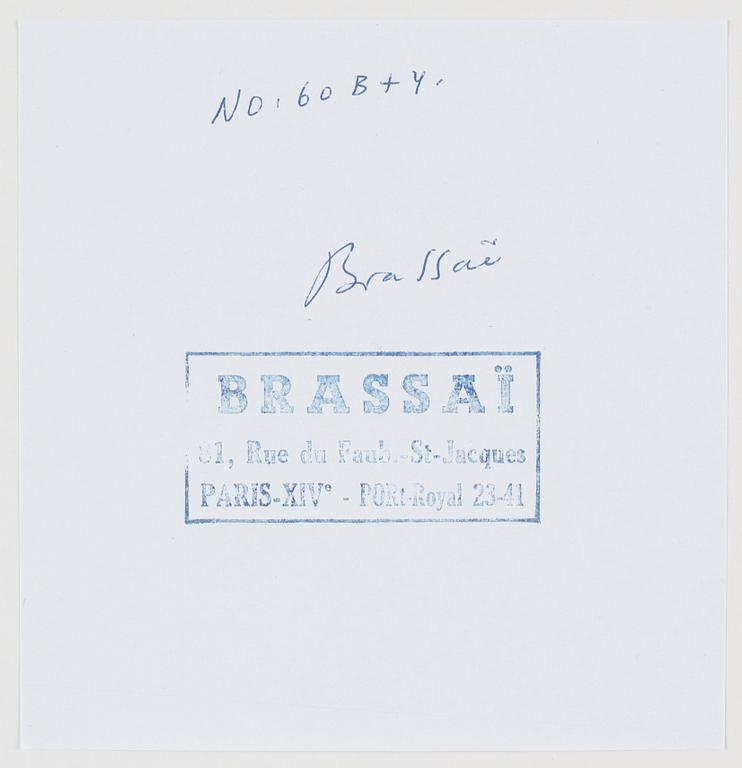 NO. 60 B + 4.
Brassaï
BRASSAÏ
81, Rue du Faub.-St-Jacques
PARIS-XIVe - PORt-Royal 23-41